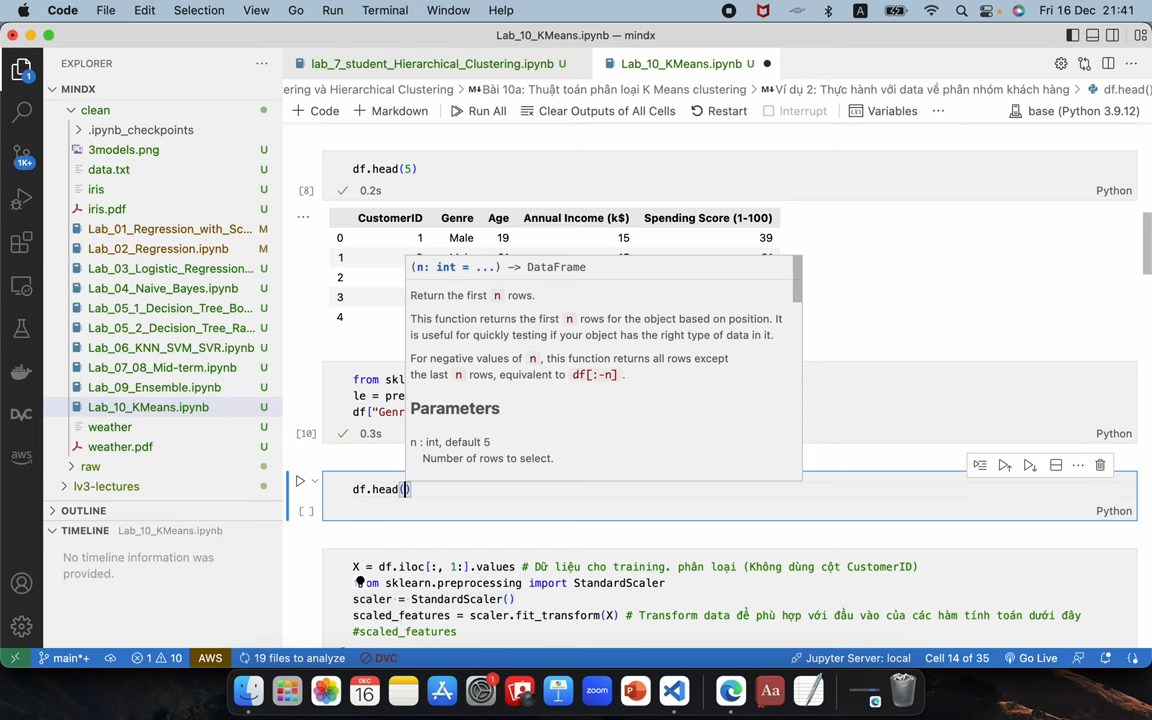 Code File Edit Selection View Go Run Terminal Window Help Fri 16 Dec 21:41
Lab_10_KMeans.ipynb — mindx
EXPLORER
MINDX
clean
.ipynb_checkpoints
3models.png U
data.txt U
iris U
iris.pdf U
Lab_01_Regression_with_Sc... M
Lab_02_Regression.ipynb M
Lab_03_Logistic_Regression... U
Lab_04_Naive_Bayes.ipynb U
Lab_05_1_Decision_Tree_Bo... U
Lab_05_2_Decision_Tree_Ra... U
Lab_06_KNN_SVM_SVR.ipynb U
Lab_07_08_Mid-term.ipynb U
Lab_09_Ensemble.ipynb U
Lab_10_KMeans.ipynb U
weather U
weather.pdf U
raw
lv3-lectures
OUTLINE
TIMELINE Lab_10_KMeans.ipynb
No timeline information was
provided.
1
1K+
DVC
aws
lab_7_student_Hierarchical_Clustering.ipynb U
Lab_10_KMeans.ipynb U
ering và Hierarchical Clustering > M↓Bài 10a: Thuật toán phân loại K Means clustering > M↓Ví dụ 2: Thực hành với data về phân nhóm khách hàng > df.head()
+ Code + Markdown Run All Clear Outputs of All Cells Restart Interrupt Variables ... base (Python 3.9.12)
df.head(5)
[8] 0.2s Python
CustomerID Genre Age Annual Income (k$) Spending Score (1-100)
0 1 Male 19 15 39
1
2
3
4
(n: int = ...) -> DataFrame
Return the first n rows.
This function returns the first n rows for the object based on position. It
is useful for quickly testing if your object has the right type of data in it.
For negative values of n, this function returns all rows except
the last n rows, equivalent to df[:-n].
Parameters
n : int, default 5
Number of rows to select.
from skl
le = pre
df["Genr
[10] 0.3s Python
df.head()
[ ] Python
X = df.iloc[:, 1:].values # Dữ liệu cho training. phân loại (Không dùng cột CustomerID)
om sklearn.preprocessing import StandardScaler
scaler = StandardScaler()
scaled_features = scaler.fit_transform(X) # Transform data để phù hợp với đầu vào của các hàm tính toán dưới đây
#scaled_features
main*+ 1 10 AWS 19 files to analyze DVC Jupyter Server: local Cell 14 of 35 Go Live
DEC
16
1
zoom
Aa